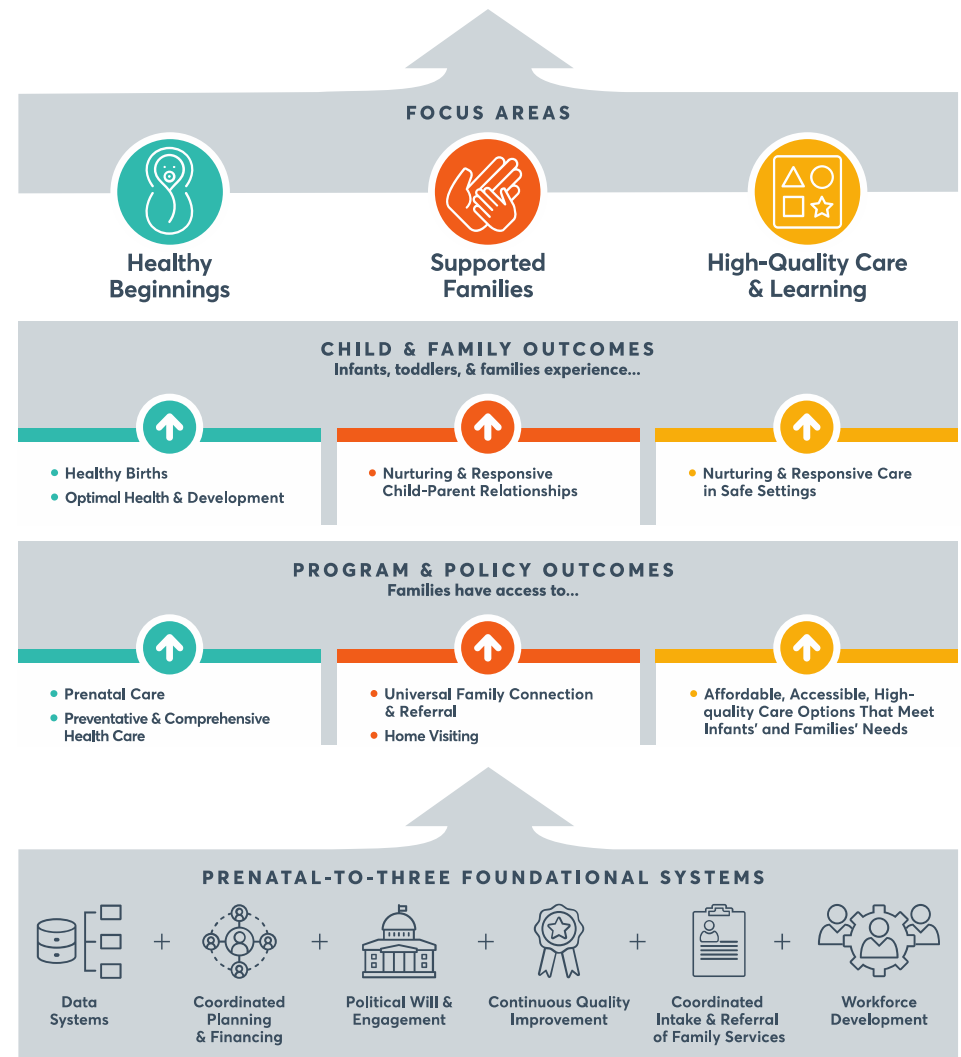 FOCUS AREAS
Healthy
Beginnings
Supported
Families
High-Quality Care
& Learning
CHILD & FAMILY OUTCOMES
Infants, toddlers, & families experience...
• Healthy Births
• Optimal Health & Development
• Nurturing & Responsive
Child-Parent Relationships
• Nurturing & Responsive Care
in Safe Settings
PROGRAM & POLICY OUTCOMES
Families have access to...
• Prenatal Care
• Preventative & Comprehensive
Health Care
• Universal Family Connection
& Referral
• Home Visiting
• Affordable, Accessible, High-
quality Care Options That Meet
Infants' and Families' Needs
PRENATAL-TO-THREE FOUNDATIONAL SYSTEMS
+ + + + +
Data
Systems
Coordinated
Planning
& Financing
Political Will &
Engagement
Continuous Quality
Improvement
Coordinated
Intake & Referral
of Family Services
Workforce
Development